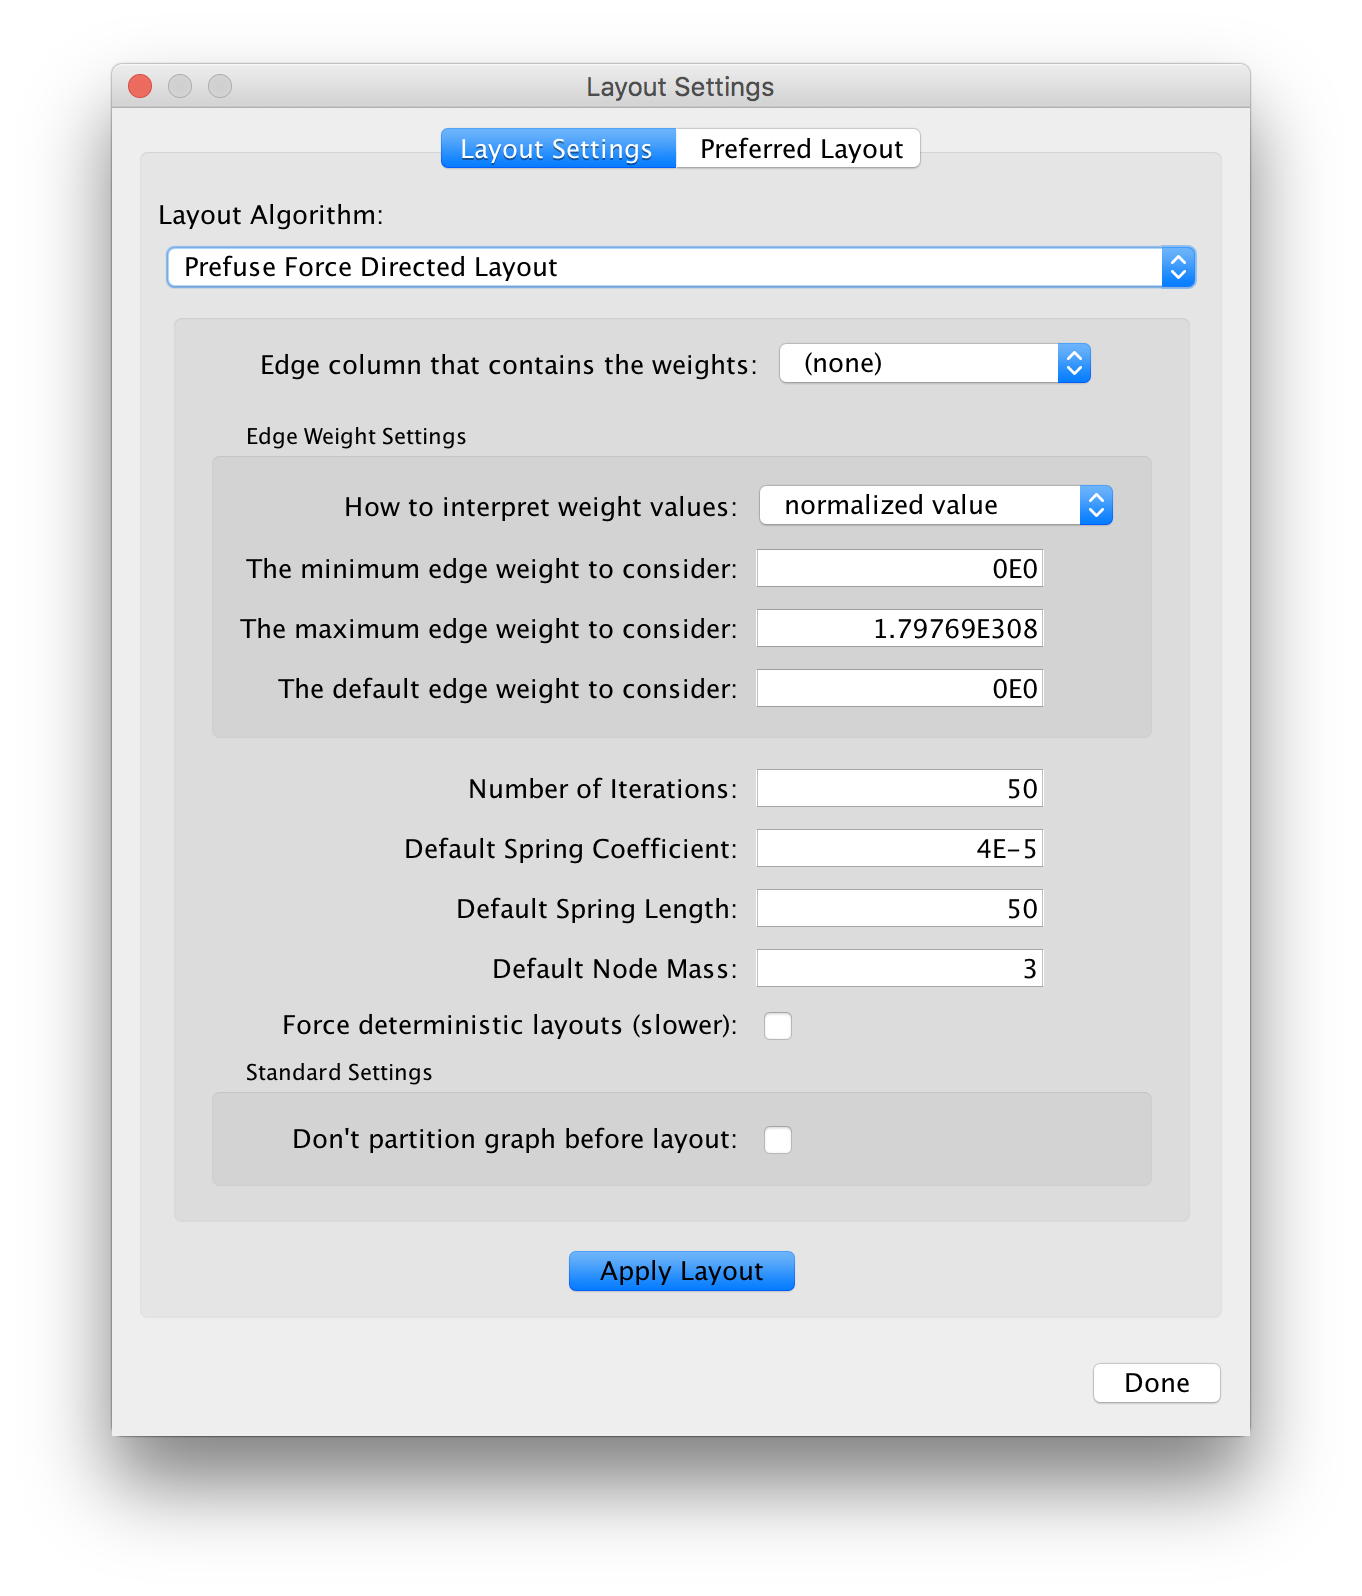 Layout Settings
Layout Settings Preferred Layout
Layout Algorithm:
Prefuse Force Directed Layout
Edge column that contains the weights: (none)
Edge Weight Settings
How to interpret weight values: normalized value
The minimum edge weight to consider: 0E0
The maximum edge weight to consider: 1.79769E308
The default edge weight to consider: 0E0
Number of Iterations: 50
Default Spring Coefficient: 4E-5
Default Spring Length: 50
Default Node Mass: 3
Force deterministic layouts (slower):
Standard Settings
Don't partition graph before layout:
Apply Layout
Done